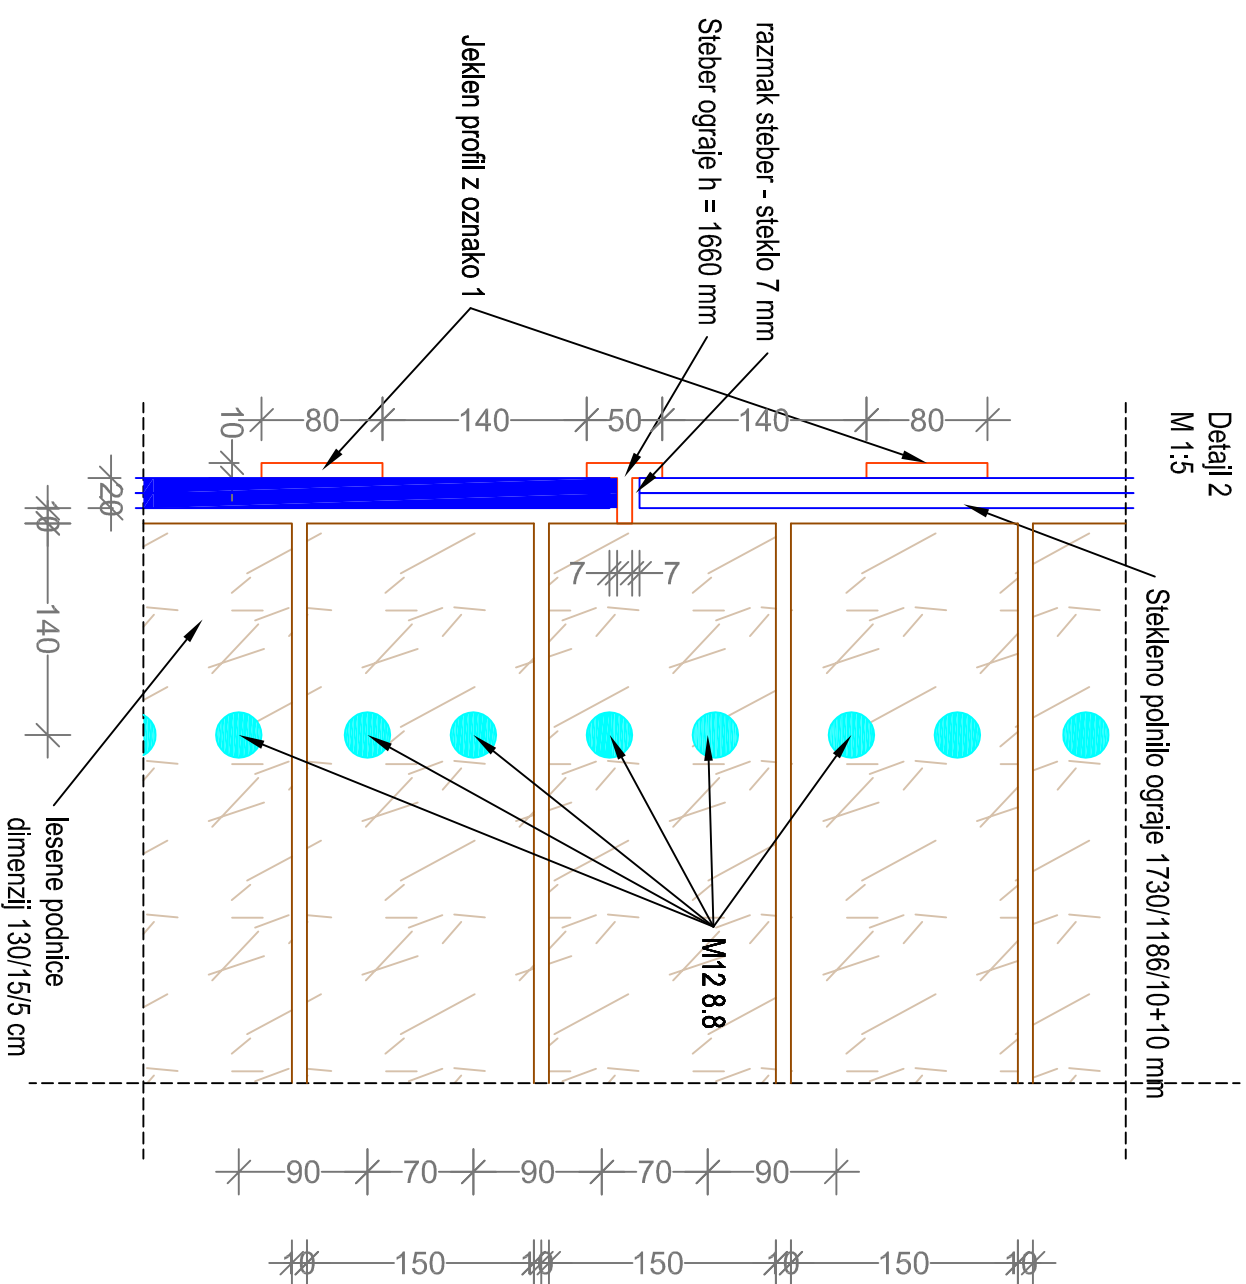 Detajl 2
M 1:5
razmak steber - steklo 7 mm
Steber ograje h = 1660 mm
Jeklen profil z oznako 1
Stekleno polnilo ograje 1730/1186/10+10 mm
M12 8.8
lesene podnice
dimenzij 130/15/5 cm
80
140
50
140
80
10
20
10
140
7
7
90
70
90
70
90
10
150
10
150
10
150
10